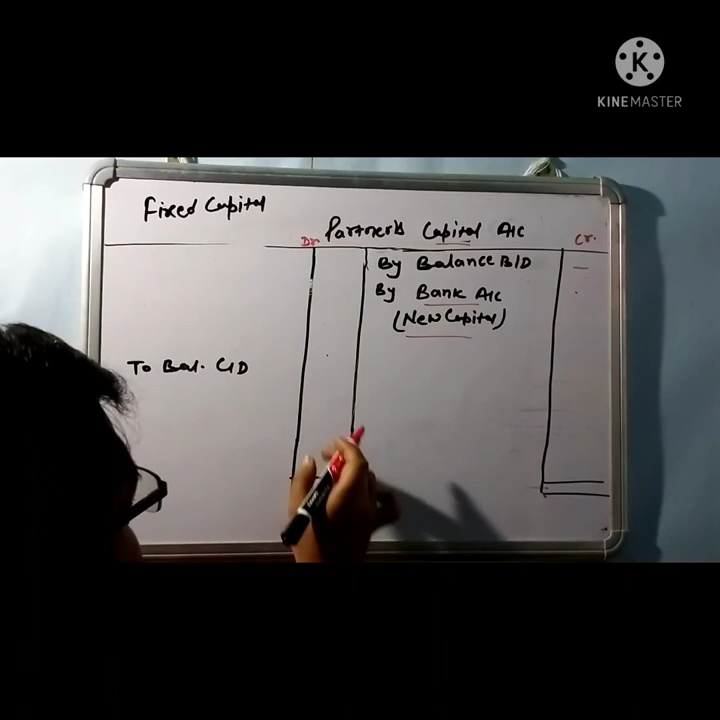 K
KINEMASTER
Fixed Capital
Dr. Partner's Capital A/C Cr.
By Balance B/D
By Bank A/C
(New Capital)
To Bal. C/D